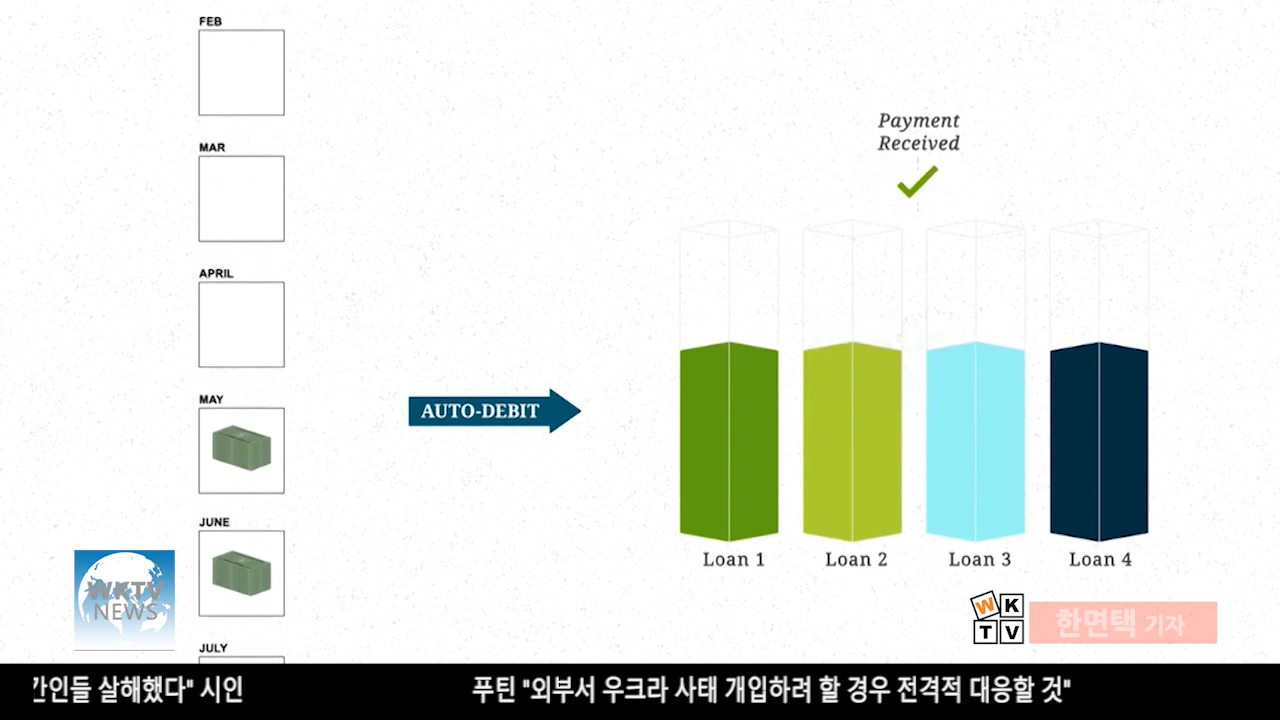 FEB
MAR
APRIL
MAY
JUNE
JULY
Payment
Received
AUTO-DEBIT
Loan 1
Loan 2
Loan 3
Loan 4
WKTV
NEWS
W K
T V
한면택 기자
간인들 살해했다" 시인
푸틴 "외부서 우크라 사태 개입하려 할 경우 전격적 대응할 것"